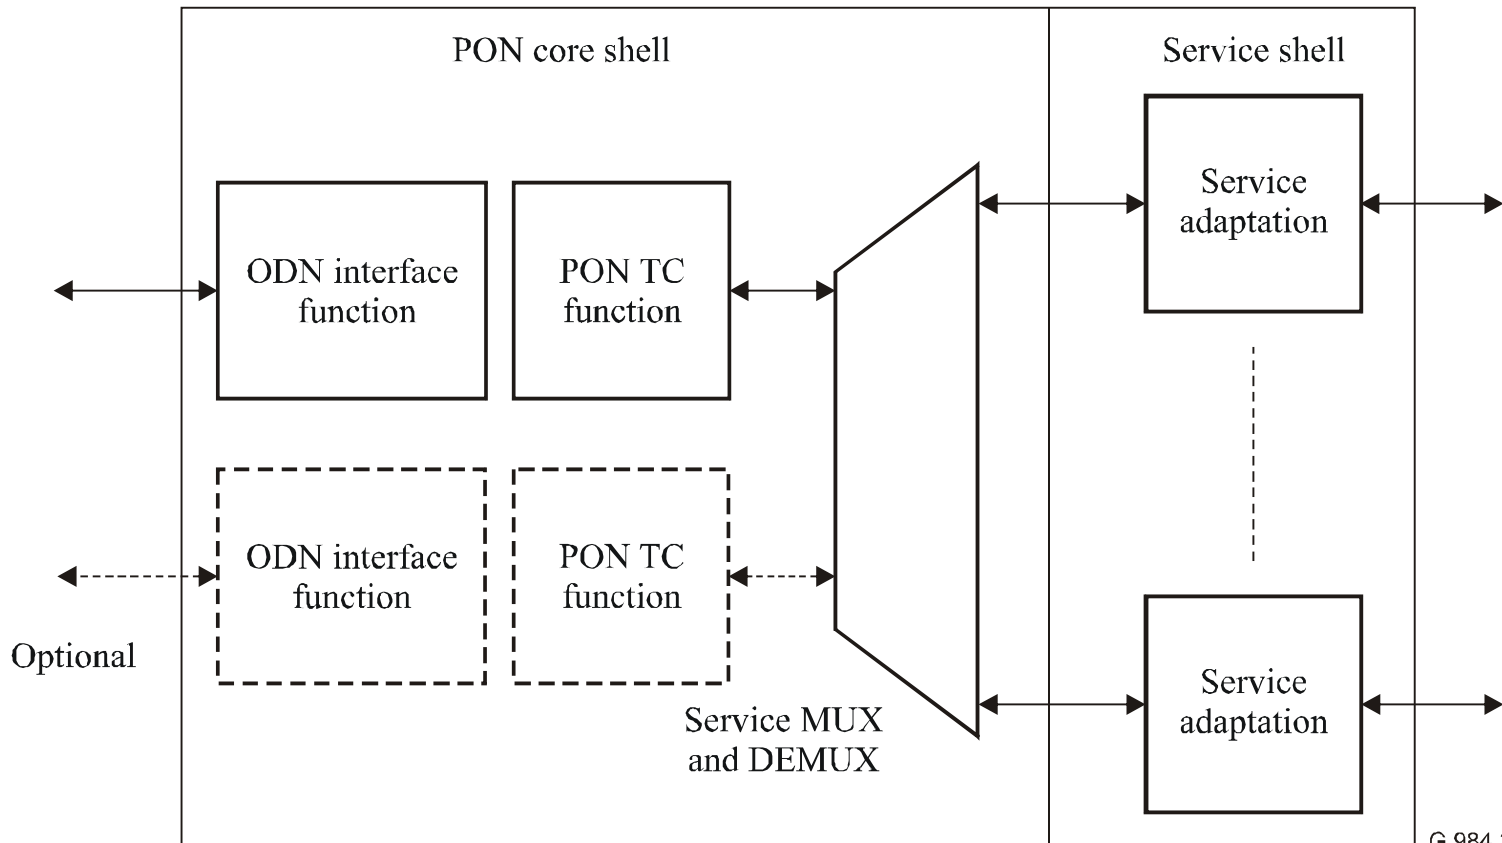 PON core shell
Service shell
Service
adaptation
ODN interface
function
PON TC
function
ODN interface
function
PON TC
function
Optional
Service MUX
and DEMUX
Service
adaptation
G.984.